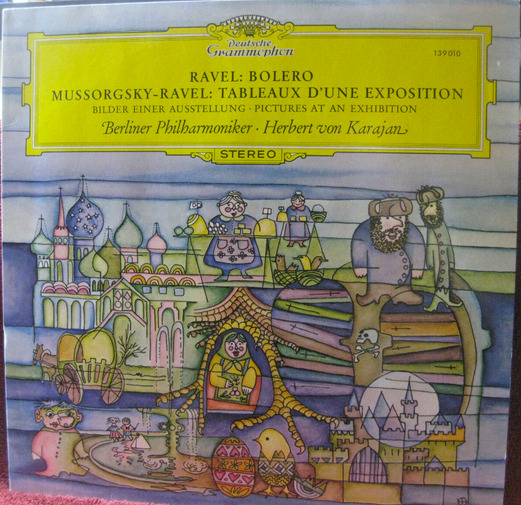 Deutsche
Grammophon
139 010
RAVEL: BOLERO
MUSSORGSKY-RAVEL: TABLEAUX D'UNE EXPOSITION
BILDER EINER AUSSTELLUNG · PICTURES AT AN EXHIBITION
Berliner Philharmoniker · Herbert von Karajan
STEREO